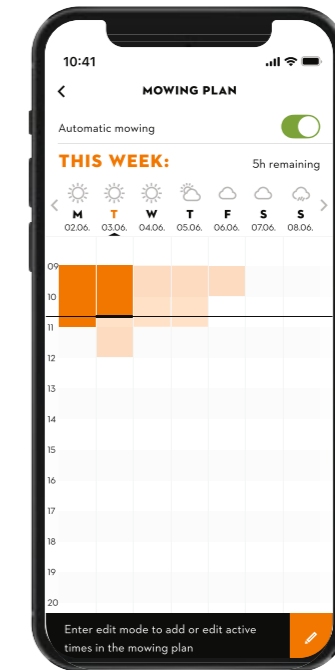 10:41
MOWING PLAN
Automatic mowing
THIS WEEK: 5h remaining
M T W T F S S
02.06. 03.06. 04.06. 05.06. 06.06. 07.06. 08.06.
09
10
11
12
13
14
15
16
17
18
19
20
Enter edit mode to add or edit active
times in the mowing plan